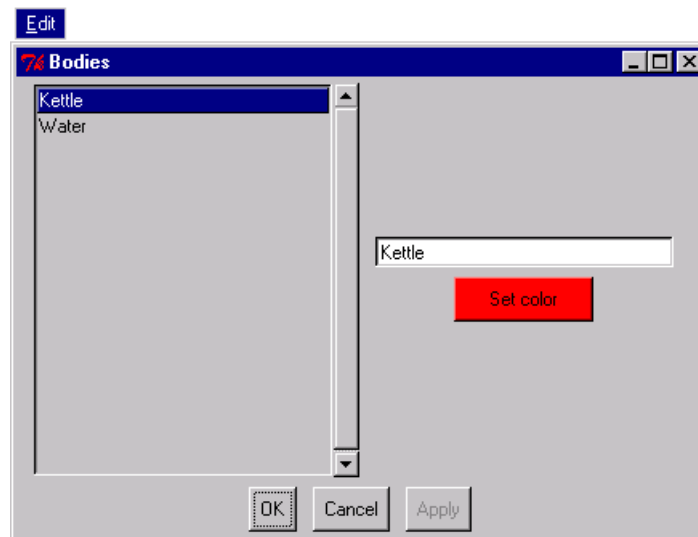 Edit
Bodies
Kettle
Water
Kettle
Set color
OK Cancel Apply